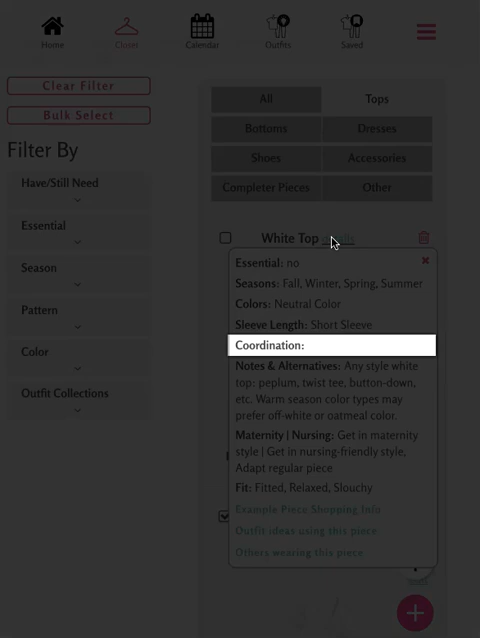 Home
Closet
Calendar
Outfits
Saved
Clear Filter
Bulk Select
Filter By
Have/Still Need
Essential
Season
Pattern
Color
Outfit Collections
All
Tops
Bottoms
Dresses
Shoes
Accessories
Completer Pieces
Other
White Top
Essential: no
Seasons: Fall, Winter, Spring, Summer
Colors: Neutral Color
Sleeve Length: Short Sleeve
Coordination:
Notes & Alternatives: Any style white
top: peplum, twist tee, button-down,
etc. Warm season color types may
prefer off-white or oatmeal color.
Maternity | Nursing: Get in maternity
style | Get in nursing-friendly style,
Adapt regular piece
Fit: Fitted, Relaxed, Slouchy
Example Piece Shopping Info
Outfit ideas using this piece
Others wearing this piece